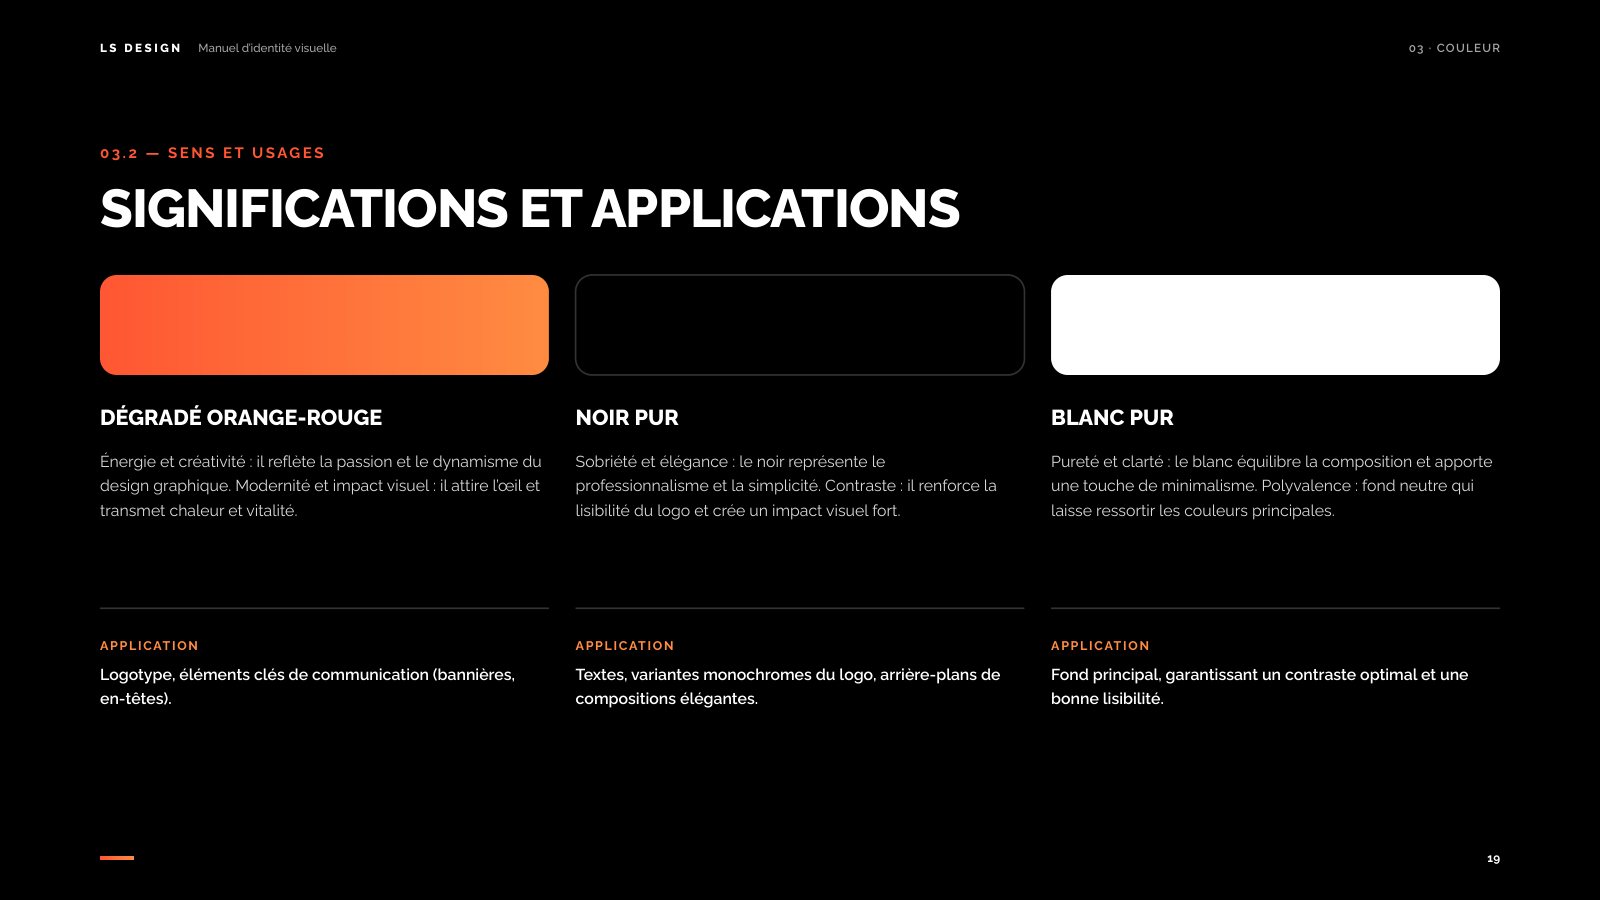 LS DESIGN Manuel d'identité visuelle
03 · COULEUR
03.2 — SENS ET USAGES
SIGNIFICATIONS ET APPLICATIONS
DÉGRADÉ ORANGE-ROUGE
Énergie et créativité : il reflète la passion et le dynamisme du
design graphique. Modernité et impact visuel : il attire l'œil et
transmet chaleur et vitalité.
APPLICATION
Logotype, éléments clés de communication (bannières,
en-têtes).
NOIR PUR
Sobriété et élégance : le noir représente le
professionnalisme et la simplicité. Contraste : il renforce la
lisibilité du logo et crée un impact visuel fort.
APPLICATION
Textes, variantes monochromes du logo, arrière-plans de
compositions élégantes.
BLANC PUR
Pureté et clarté : le blanc équilibre la composition et apporte
une touche de minimalisme. Polyvalence : fond neutre qui
laisse ressortir les couleurs principales.
APPLICATION
Fond principal, garantissant un contraste optimal et une
bonne lisibilité.
19